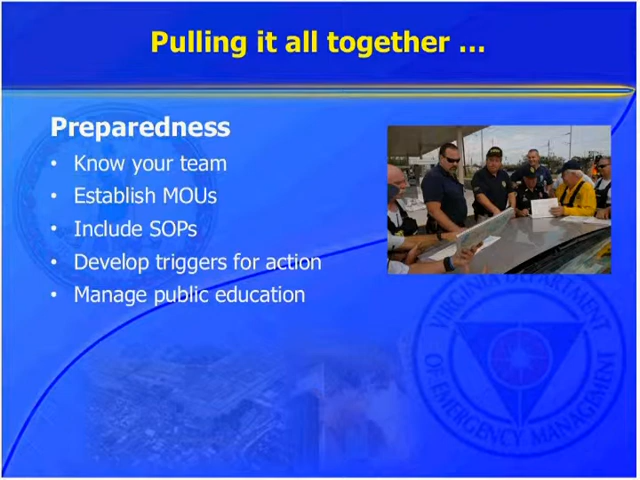 Pulling it all together ...
Preparedness
• Know your team
• Establish MOUs
• Include SOPs
• Develop triggers for action
• Manage public education
VIRGINIA DEPARTMENT
OF EMERGENCY MANAGEMENT